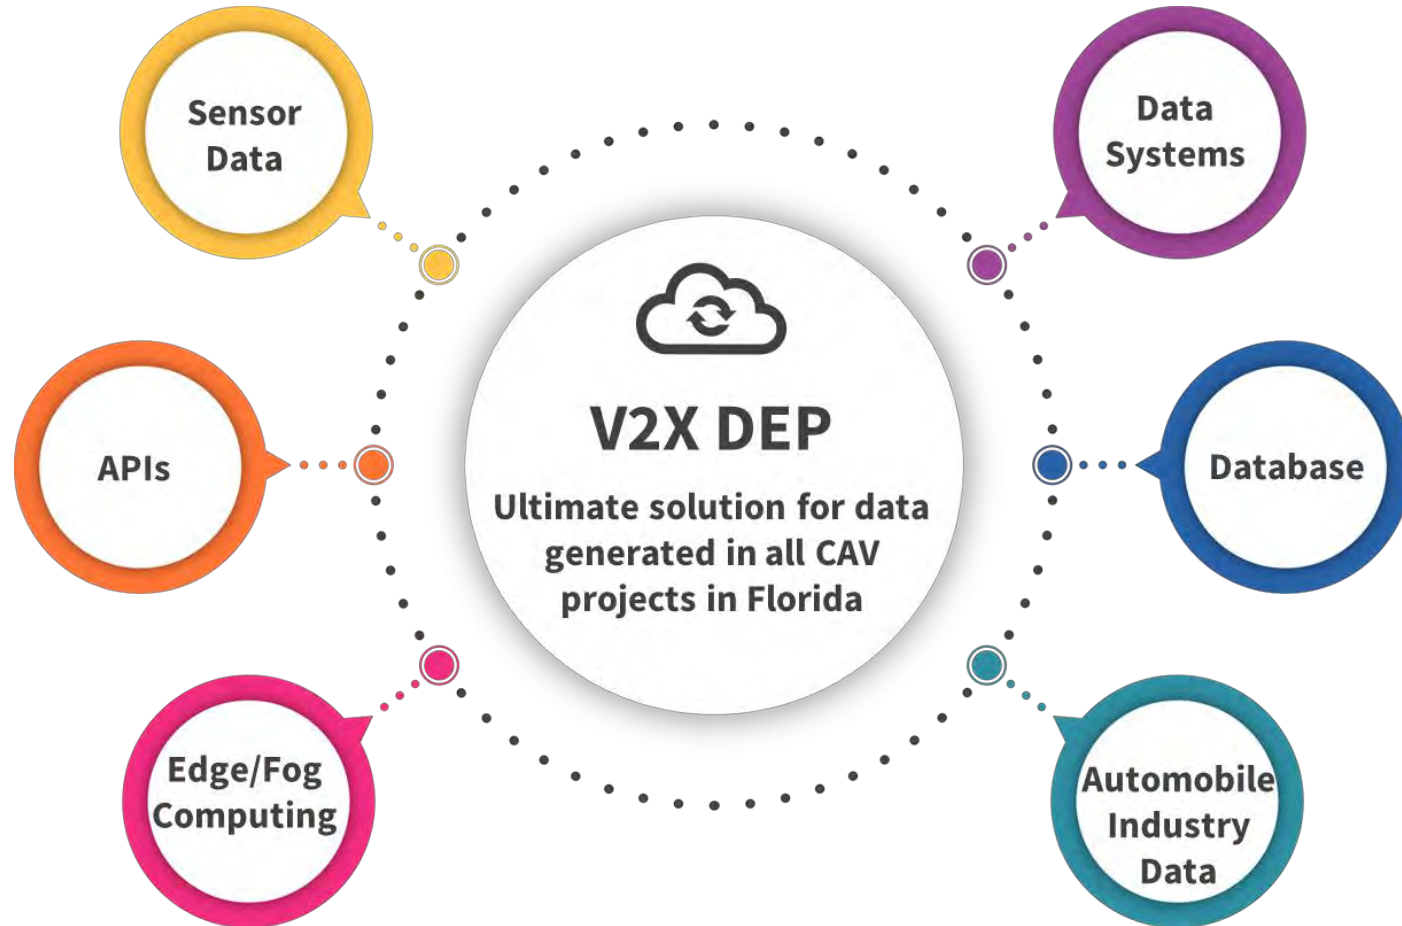 Sensor
Data
Data
Systems
APIs
V2X DEP
Ultimate solution for data
generated in all CAV
projects in Florida
Database
Edge/Fog
Computing
Automobile
Industry
Data